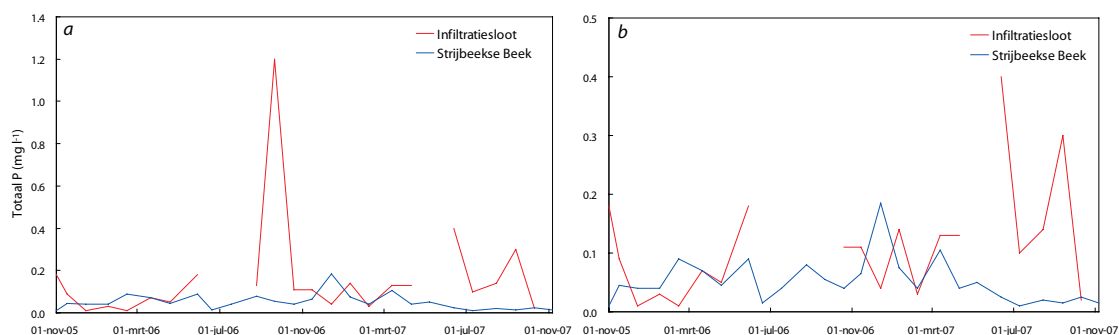 a
Infiltratiesloot
Strijbeekse Beek
Totaal P (mg l-1)
1.4
1.2
1.0
0.8
0.6
0.4
0.2
0.0
01-nov-05 01-mrt-06 01-jul-06 01-nov-06 01-mrt-07 01-jul-07 01-nov-07
b
Infiltratiesloot
Strijbeekse Beek
0.5
0.4
0.3
0.2
0.1
0.0
01-nov-05 01-mrt-06 01-jul-06 01-nov-06 01-mrt-07 01-jul-07 01-nov-07